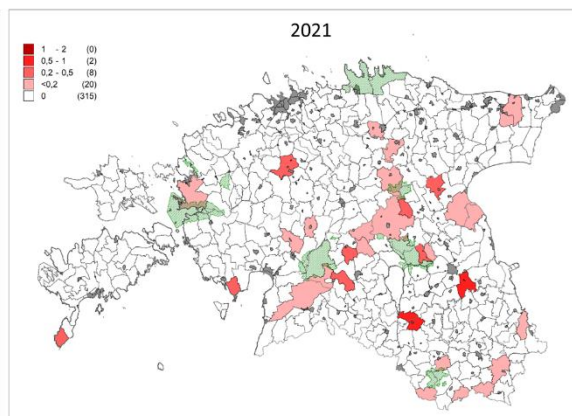 2021
1 - 2 (0)
0,5 - 1 (2)
0,2 - 0,5 (8)
<0,2 (20)
0 (315)